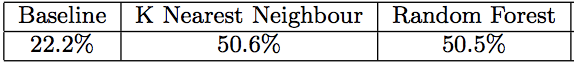 Baseline K Nearest Neighbour Random Forest
22.2% 50.6% 50.5%